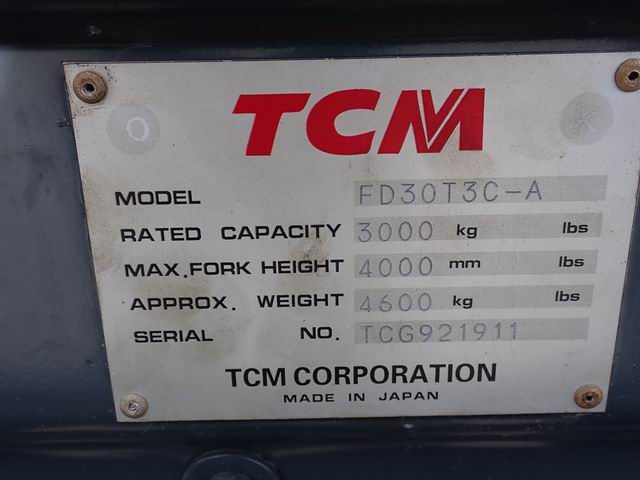 TCM
O
K
MODEL FD30T3C-A
RATED CAPACITY 3000 kg lbs
MAX. FORK HEIGHT 4000 mm lbs
APPROX. WEIGHT 4600 kg lbs
SERIAL NO. TCG921911
TCM CORPORATION
MADE IN JAPAN